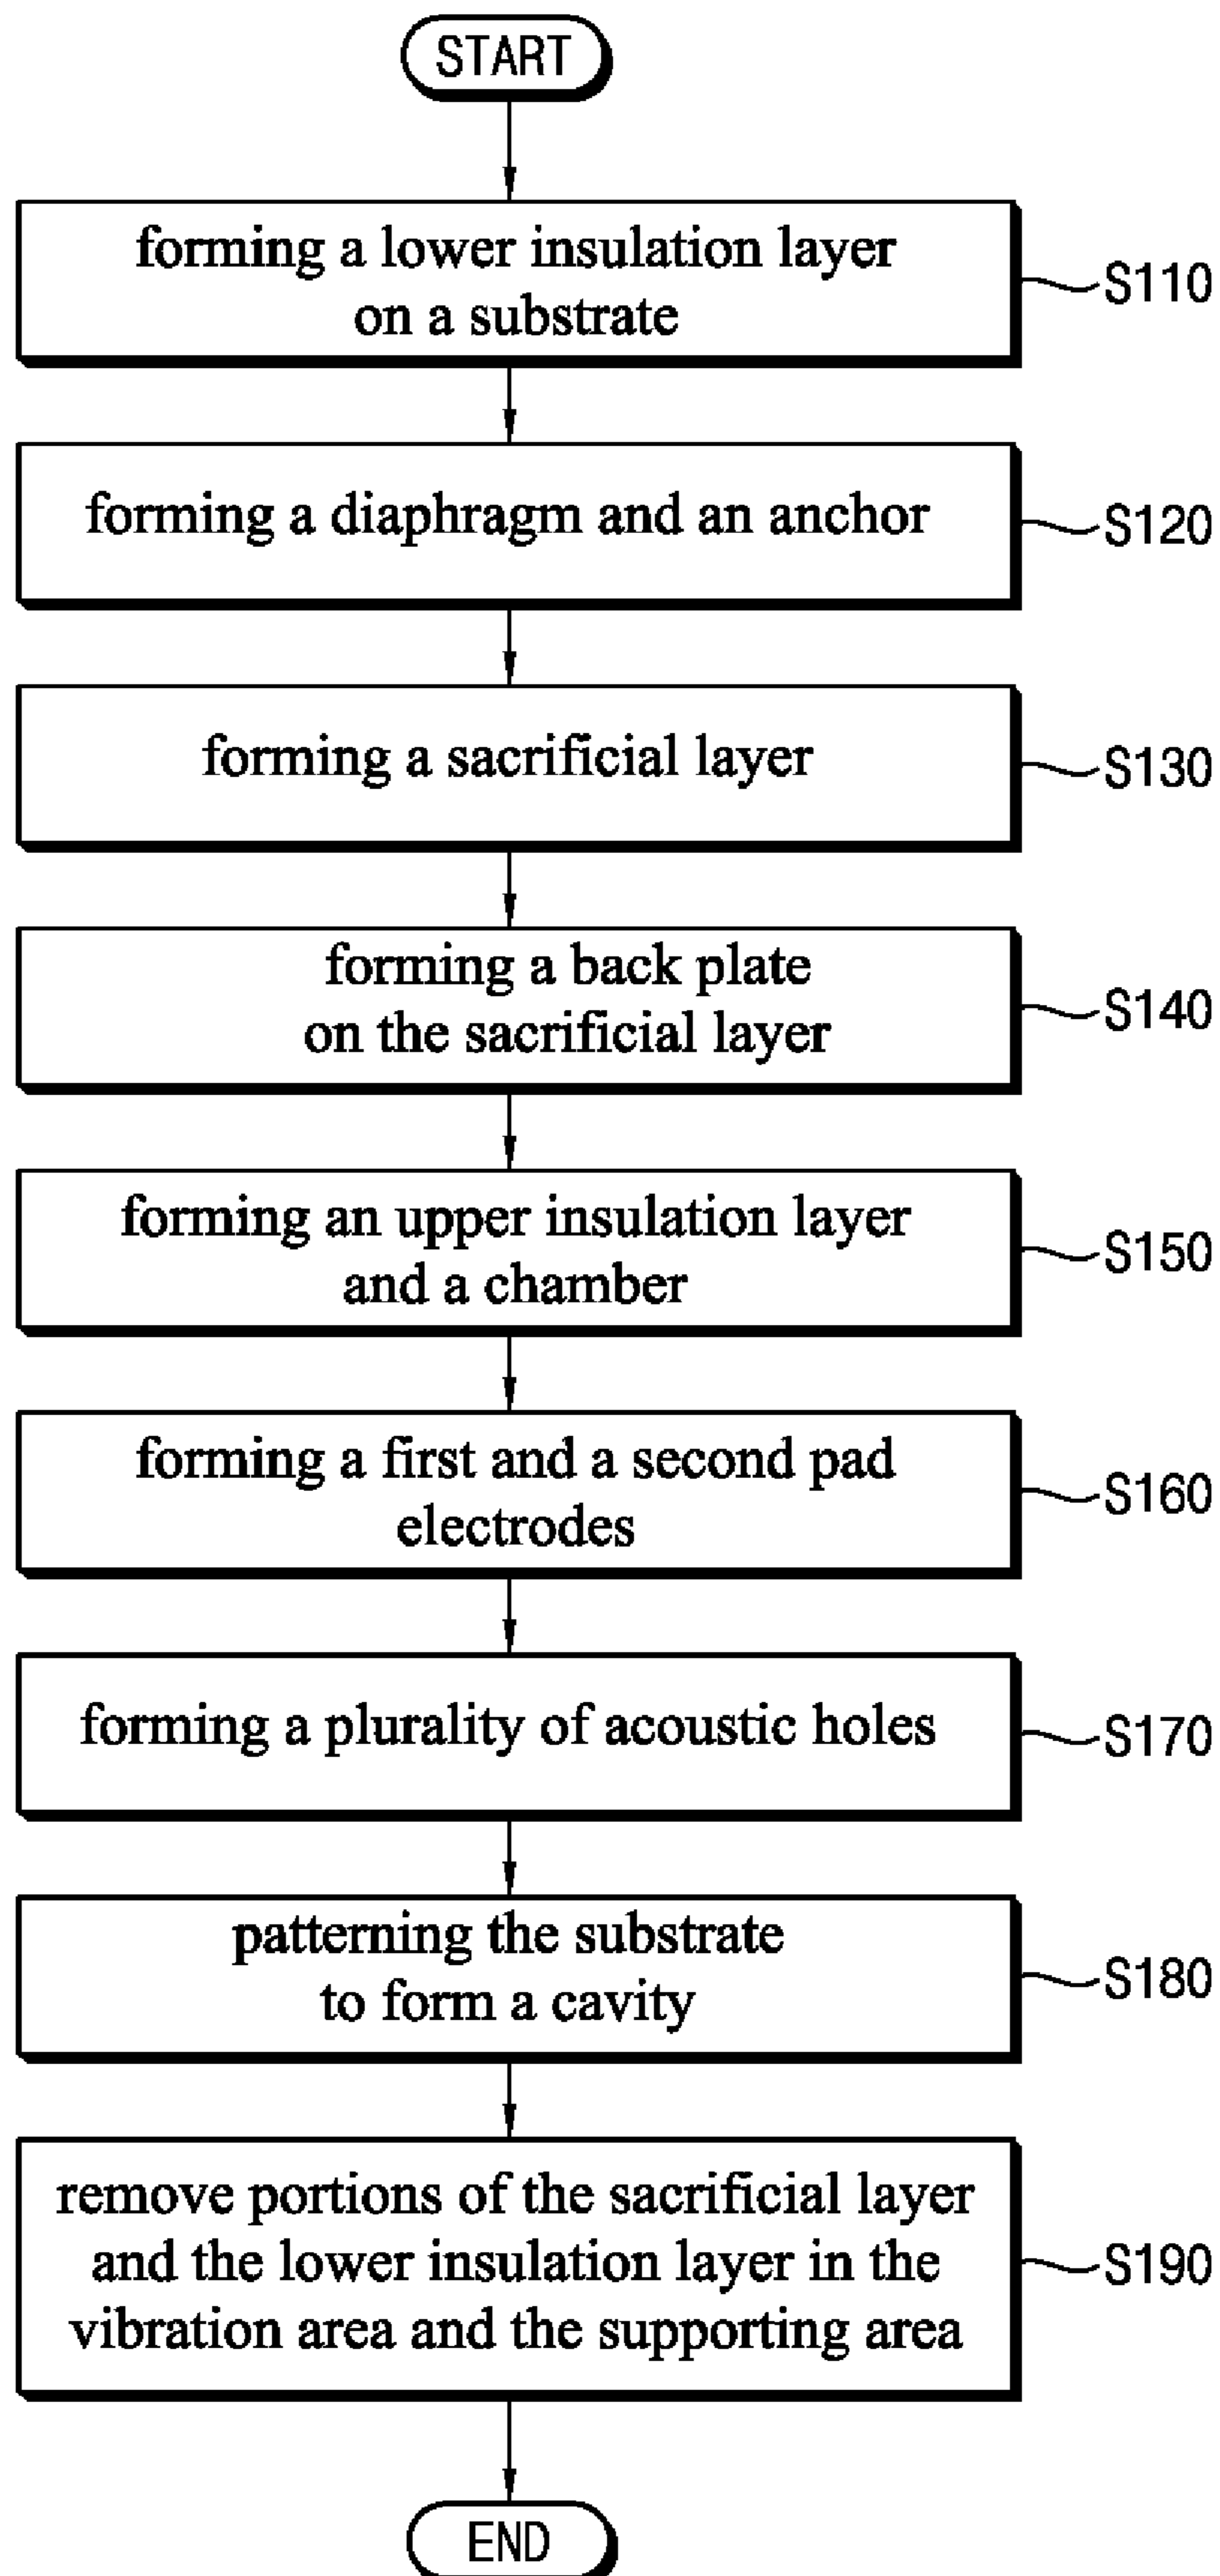 START
forming a lower insulation layer
on a substrate
S110
forming a diaphragm and an anchor
S120
forming a sacrificial layer
S130
forming a back plate
on the sacrificial layer
S140
forming an upper insulation layer
and a chamber
S150
forming a first and a second pad
electrodes
S160
forming a plurality of acoustic holes
S170
patterning the substrate
to form a cavity
S180
remove portions of the sacrificial layer
and the lower insulation layer in the
vibration area and the supporting area
S190
END